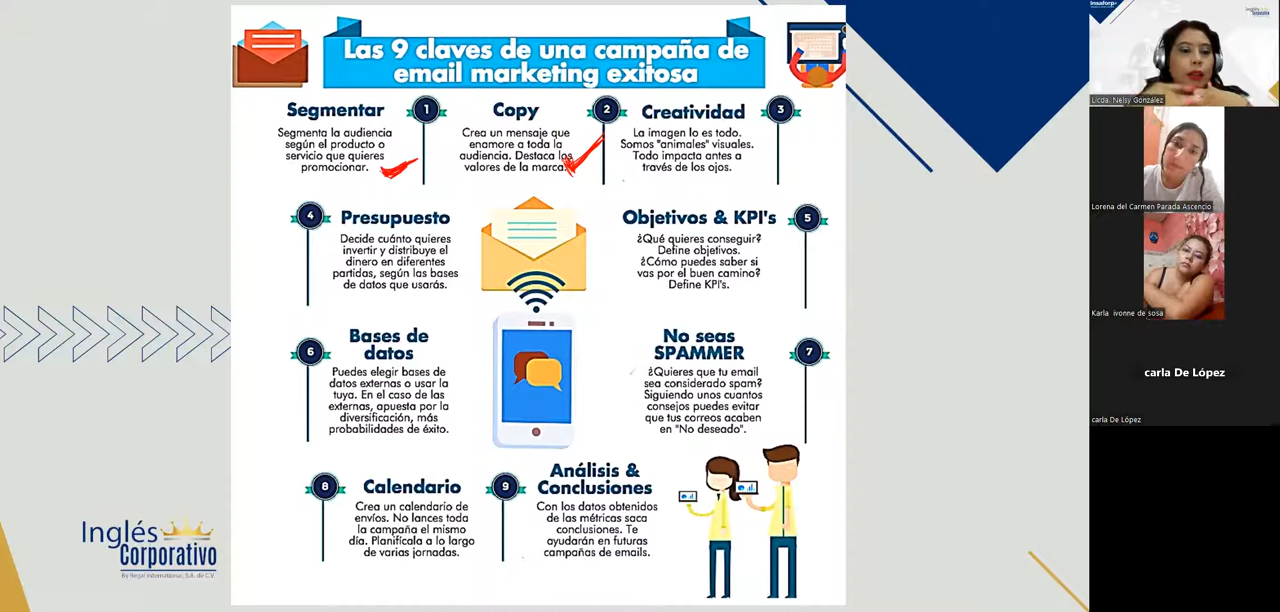 Las 9 claves de una campaña de
email marketing exitosa
Segmentar
1
Segmenta la audiencia
según el producto o
servicio que quieres
promocionar.
Copy
2
Crea un mensaje que
enamore a toda la
audiencia. Destaca los
valores de la marca.
Creatividad
3
La imagen lo es todo.
Somos "animales" visuales.
Todo impacta antes a
través de los ojos.
4
Presupuesto
Decide cuánto quieres
invertir y distribuye el
dinero en diferentes
partidas, según las bases
de datos que usarás.
Objetivos & KPI's
5
¿Qué quieres conseguir?
Define objetivos.
¿Cómo puedes saber si
vas por el buen camino?
Define KPI's.
6
Bases de
datos
Puedes elegir bases de
datos externas o usar la
tuya. En el caso de las
externas, apuesta por la
diversificación, más
probabilidades de éxito.
No seas
SPAMMER
7
¿Quieres que tu email
sea considerado spam?
Siguiendo unos cuantos
consejos puedes evitar
que tus correos acaben
en "No deseado".
8
Calendario
Crea un calendario de
envíos. No lances toda
la campaña el mismo
día. Planifícala a lo largo
de varias jornadas.
9
Análisis &
Conclusiones
Con los datos obtenidos
de las métricas saca
conclusiones. Te
ayudarán en futuras
campañas de emails.
Inglés
Corporativo
By Regal International, S.A. de C.V.
Insaforp
Inglés
Corporativo
Licda. Nelsy González
Lorena del Carmen Parada Ascencio
Karla ivonne de sosa
carla De López
carla De López